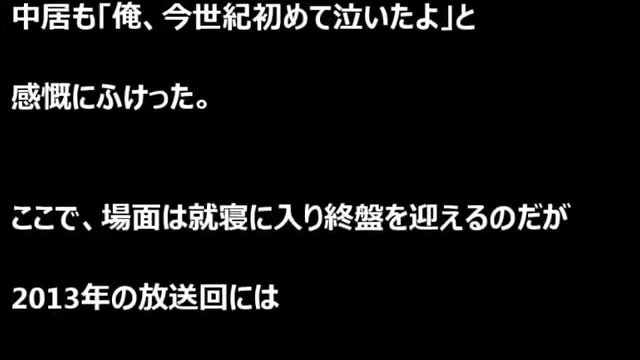 中居も｢俺、今世紀初めて泣いたよ｣と
感慨にふけった。
ここで、場面は就寝に入り終盤を迎えるのだが
2013年の放送回には